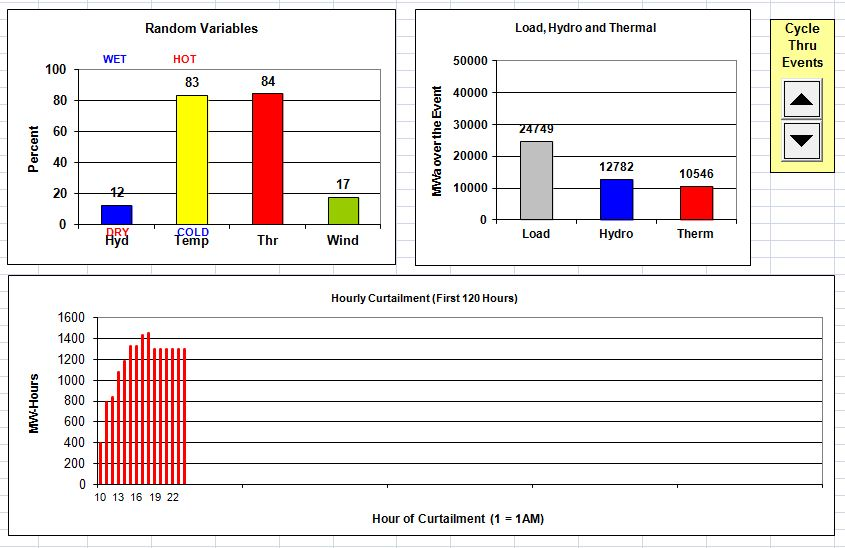 Random Variables
WET HOT
100
80
60
40
20
0
Percent
12
83
84
17
DRY COLD
Hyd Temp Thr Wind
Load, Hydro and Thermal
50000
40000
30000
20000
10000
0
MWa over the Event
24749
12782
10546
Load Hydro Therm
Cycle
Thru
Events
Hourly Curtailment (First 120 Hours)
1600
1400
1200
1000
800
600
400
200
0
MW-Hours
10 13 16 19 22
Hour of Curtailment (1 = 1AM)